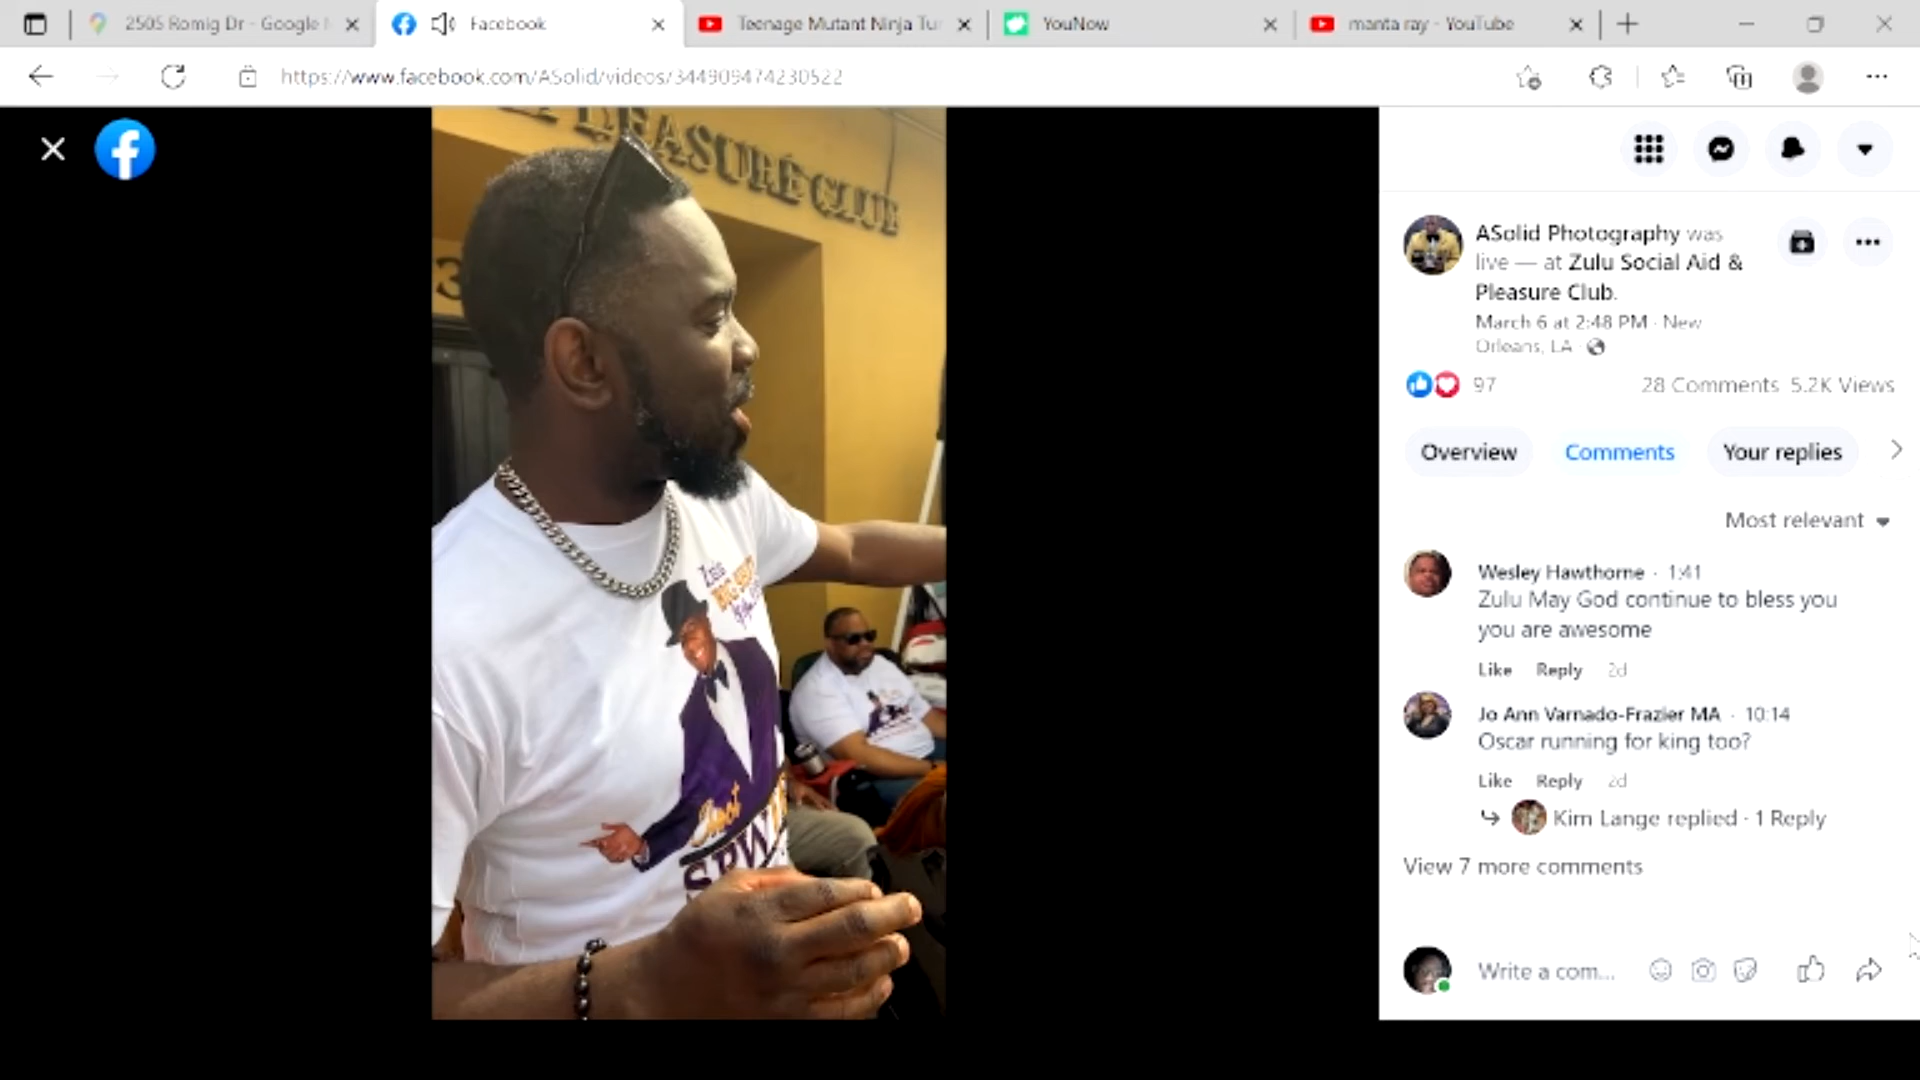 2505 Romig Dr - Google
Facebook
Teenage Mutant Ninja Tur
YouNow
manta ray - YouTube
https://www.facebook.com/ASolid/videos/344909474230522
PLEASURE CLUB
3
Zulu
ASolid Photography was
live — at Zulu Social Aid &
Pleasure Club.
March 6 at 2:48 PM · New
Orleans, LA ·
97
28 Comments 5.2K Views
Overview
Comments
Your replies
Most relevant
Wesley Hawthorne · 1:41
Zulu May God continue to bless you
you are awesome
Like Reply 2d
Jo Ann Varnado-Frazier MA · 10:14
Oscar running for king too?
Like Reply 2d
Kim Lange replied · 1 Reply
View 7 more comments
Write a com...